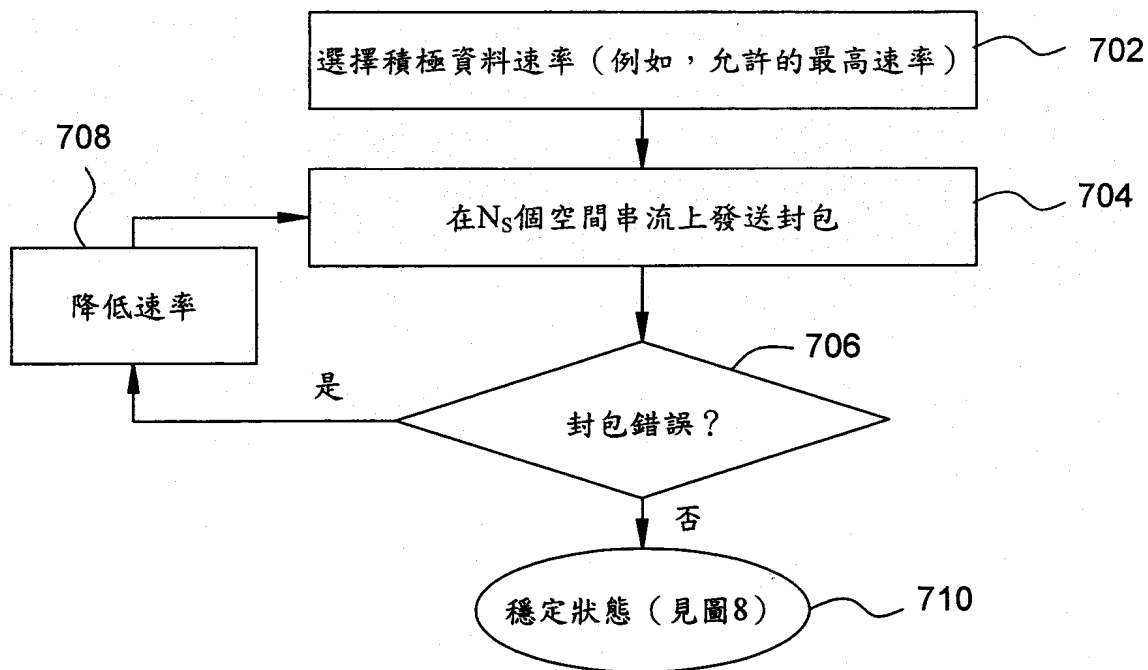 選擇積極資料速率（例如，允許的最高速率）
702
708
在Ns個空間串流上發送封包
704
降低速率
706
是
封包錯誤？
否
穩定狀態（見圖8）
710